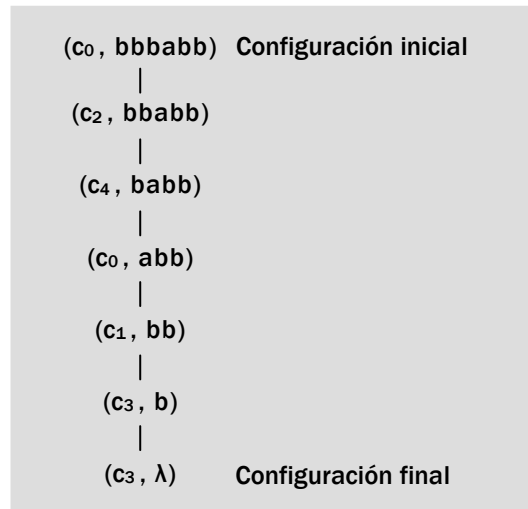 (c₀, bbbabb) Configuración inicial
|
(c₂, bbabb)
|
(c₄, babb)
|
(c₀, abb)
|
(c₁, bb)
|
(c₃, b)
|
(c₃, λ) Configuración final